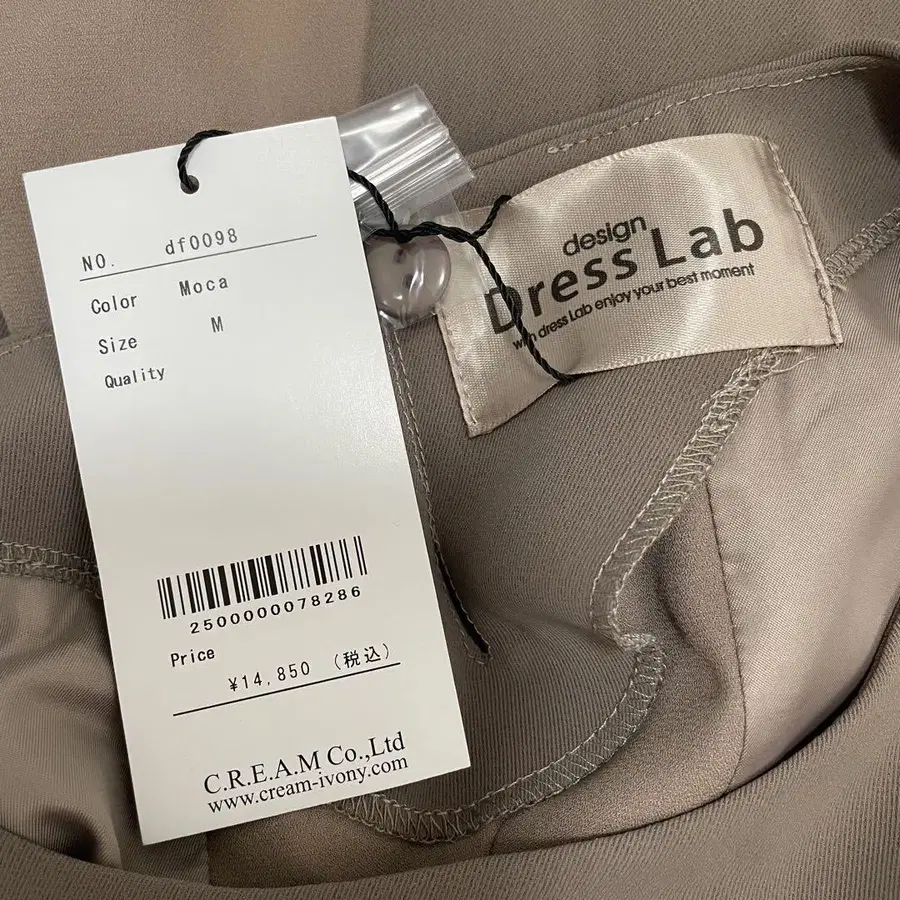 NO. df0098
Color Moca
Size M
Quality
2500000078286
Price
¥14,850 (税込)
C.R.E.A.M Co.,Ltd
www.cream-ivony.com
design
Dress Lab
with dress Lab enjoy your best moment